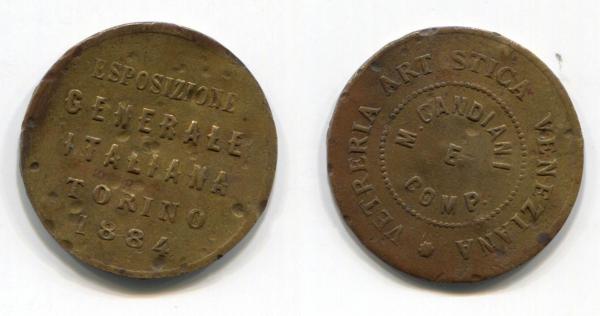 ESPOSIZIONE
GENERALE
ITALIANA
TORINO
1884
VETRERIA ARTISTICA VENEZIANA
M. CANDIANI
E
COMP.